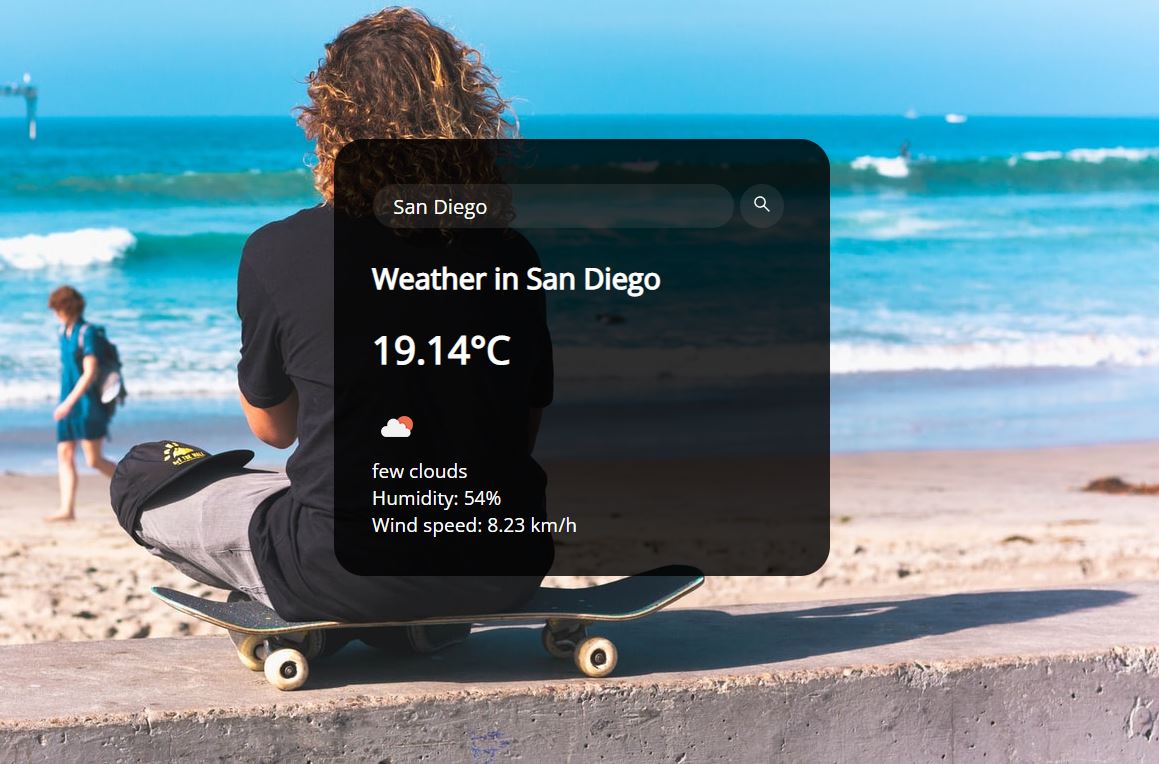 San Diego
Weather in San Diego
19.14°C
few clouds
Humidity: 54%
Wind speed: 8.23 km/h